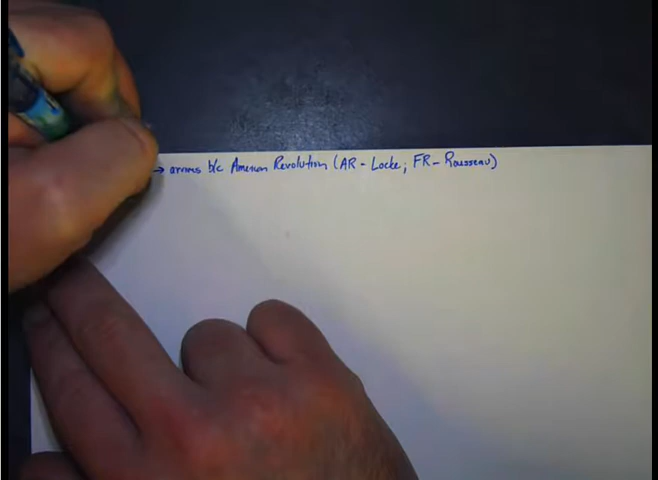 → arrives b/c American Revolution (AR - Locke; FR - Rousseau)